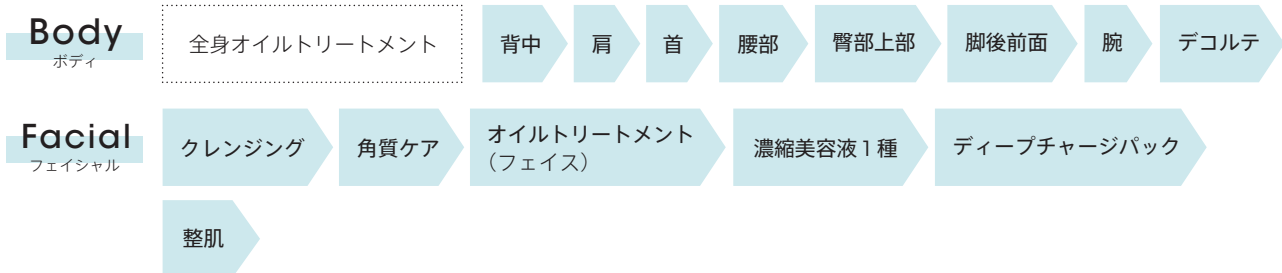 Body
ボディ
全身オイルトリートメント
背中
肩
首
腰部
臀部上部
脚後前面
腕
デコルテ
Facial
フェイシャル
クレンジング
角質ケア
オイルトリートメント
（フェイス）
濃縮美容液１種
ディープチャージパック
整肌